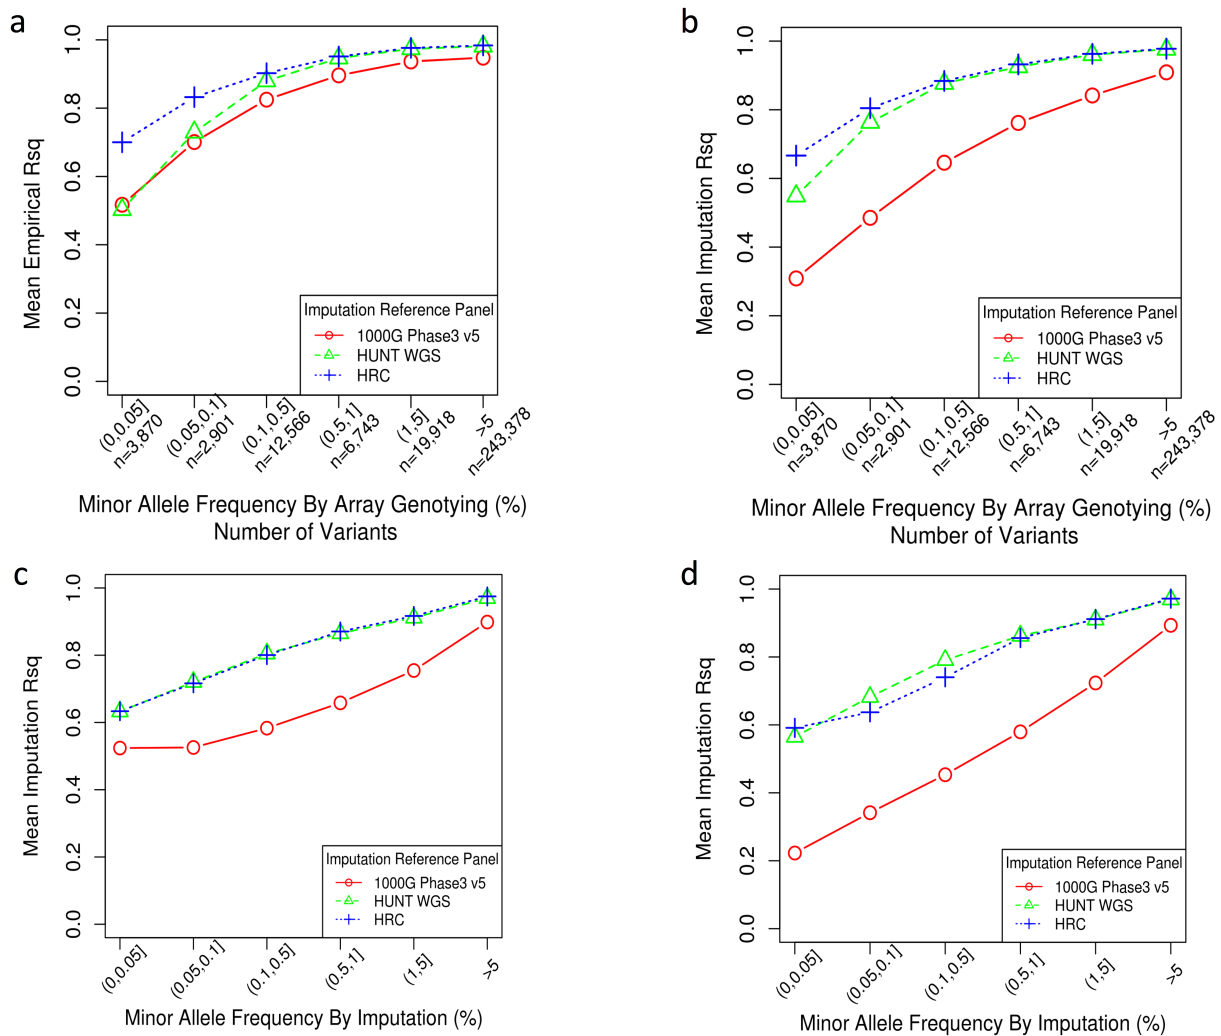 a
Mean Empirical Rsq
1.0
0.8
0.6
0.4
0.2
0.0
Imputation Reference Panel
1000G Phase3 v5
HUNT WGS
HRC
(0,0.05]
n=3,870
(0.05,0.1]
n=2,901
(0.1,0.5]
n=12,566
(0.5,1]
n=6,743
(1,5]
n=19,918
>5
n=243,378
Minor Allele Frequency By Array Genotying (%)
Number of Variants
b
Mean Imputation Rsq
1.0
0.8
0.6
0.4
0.2
0.0
Imputation Reference Panel
1000G Phase3 v5
HUNT WGS
HRC
(0,0.05]
n=3,870
(0.05,0.1]
n=2,901
(0.1,0.5]
n=12,566
(0.5,1]
n=6,743
(1,5]
n=19,918
>5
n=243,378
Minor Allele Frequency By Array Genotying (%)
Number of Variants
c
Mean Imputation Rsq
1.0
0.8
0.6
0.4
0.2
0.0
Imputation Reference Panel
1000G Phase3 v5
HUNT WGS
HRC
(0,0.05]
(0.05,0.1]
(0.1,0.5]
(0.5,1]
(1,5]
>5
Minor Allele Frequency By Imputation (%)
d
Mean Imputation Rsq
1.0
0.8
0.6
0.4
0.2
0.0
Imputation Reference Panel
1000G Phase3 v5
HUNT WGS
HRC
(0,0.05]
(0.05,0.1]
(0.1,0.5]
(0.5,1]
(1,5]
>5
Minor Allele Frequency By Imputation (%)